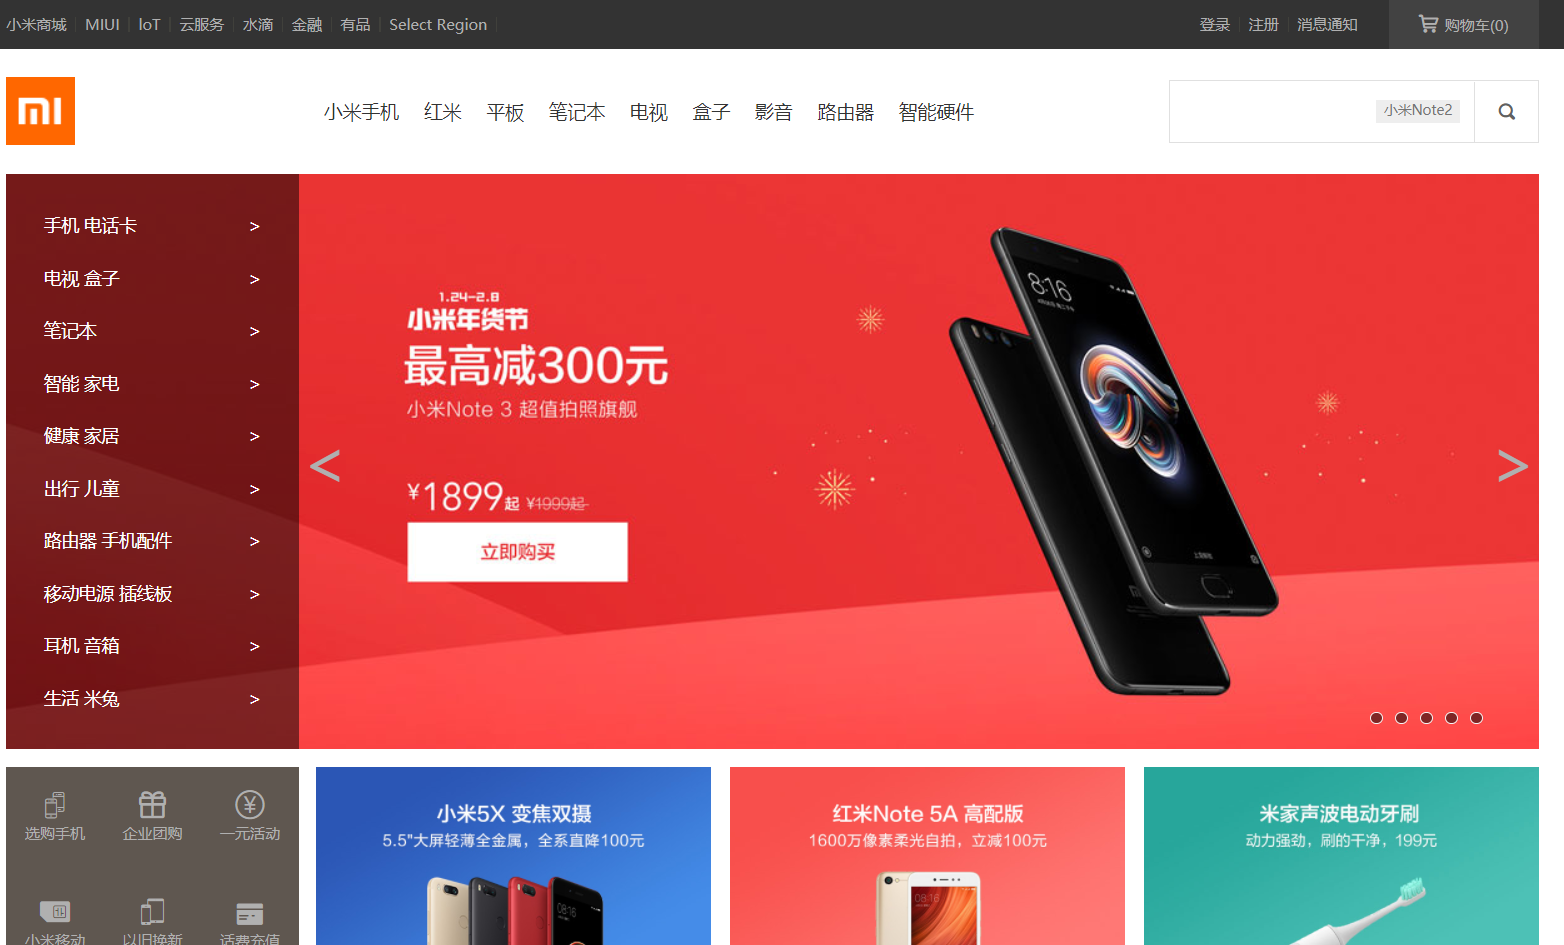 小米商城 MIUI IoT 云服务 水滴 金融 有品 Select Region 登录 注册 消息通知 购物车(0)
小米手机 红米 平板 笔记本 电视 盒子 影音 路由器 智能硬件 小米Note2
手机 电话卡 >
电视 盒子 >
笔记本 >
智能 家电 >
健康 家居 >
出行 儿童 >
路由器 手机配件 >
移动电源 插线板 >
耳机 音箱 >
生活 米兔 >
1.24-2.8
小米年货节
最高减300元
小米Note 3 超值拍照旗舰
¥1899起 ¥1999起
立即购买
< >
8:16
选购手机 企业团购 一元活动
小米移动 以旧换新 话费充值
小米5X 变焦双摄
5.5"大屏轻薄全金属，全系直降100元
08:16
红米Note 5A 高配版
1600万像素柔光自拍，立减100元
米家声波电动牙刷
动力强劲，刷的干净，199元